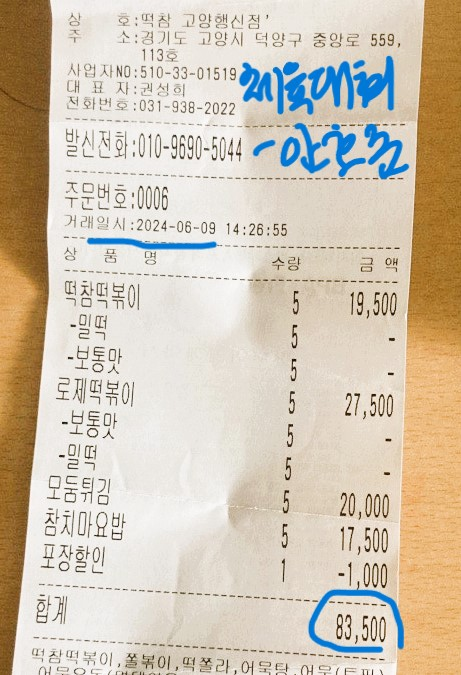 상 호:떡참 고양행신점'
주 소:경기도 고양시 덕양구 중앙로 559,
113호
사업자NO:510-33-01519
대 표 자:권성희
전화번호:031-938-2022
체육대회
발신전화:010-9690-5044
주문번호:0006
거래일시:2024-06-09 14:26:55
상 품 명 수량 금 액
떡참떡볶이 5 19,500
-밀떡 5 -
-보통맛 5 -
로제떡볶이 5 27,500
-보통맛 5 -
-밀떡 5 -
모둠튀김 5 20,000
참치마요밥 5 17,500
포장할인 1 -1,000
합계 83,500
떡참떡볶이,쫄볶이,떡쫄라,어묵탕,어묵(토핑)